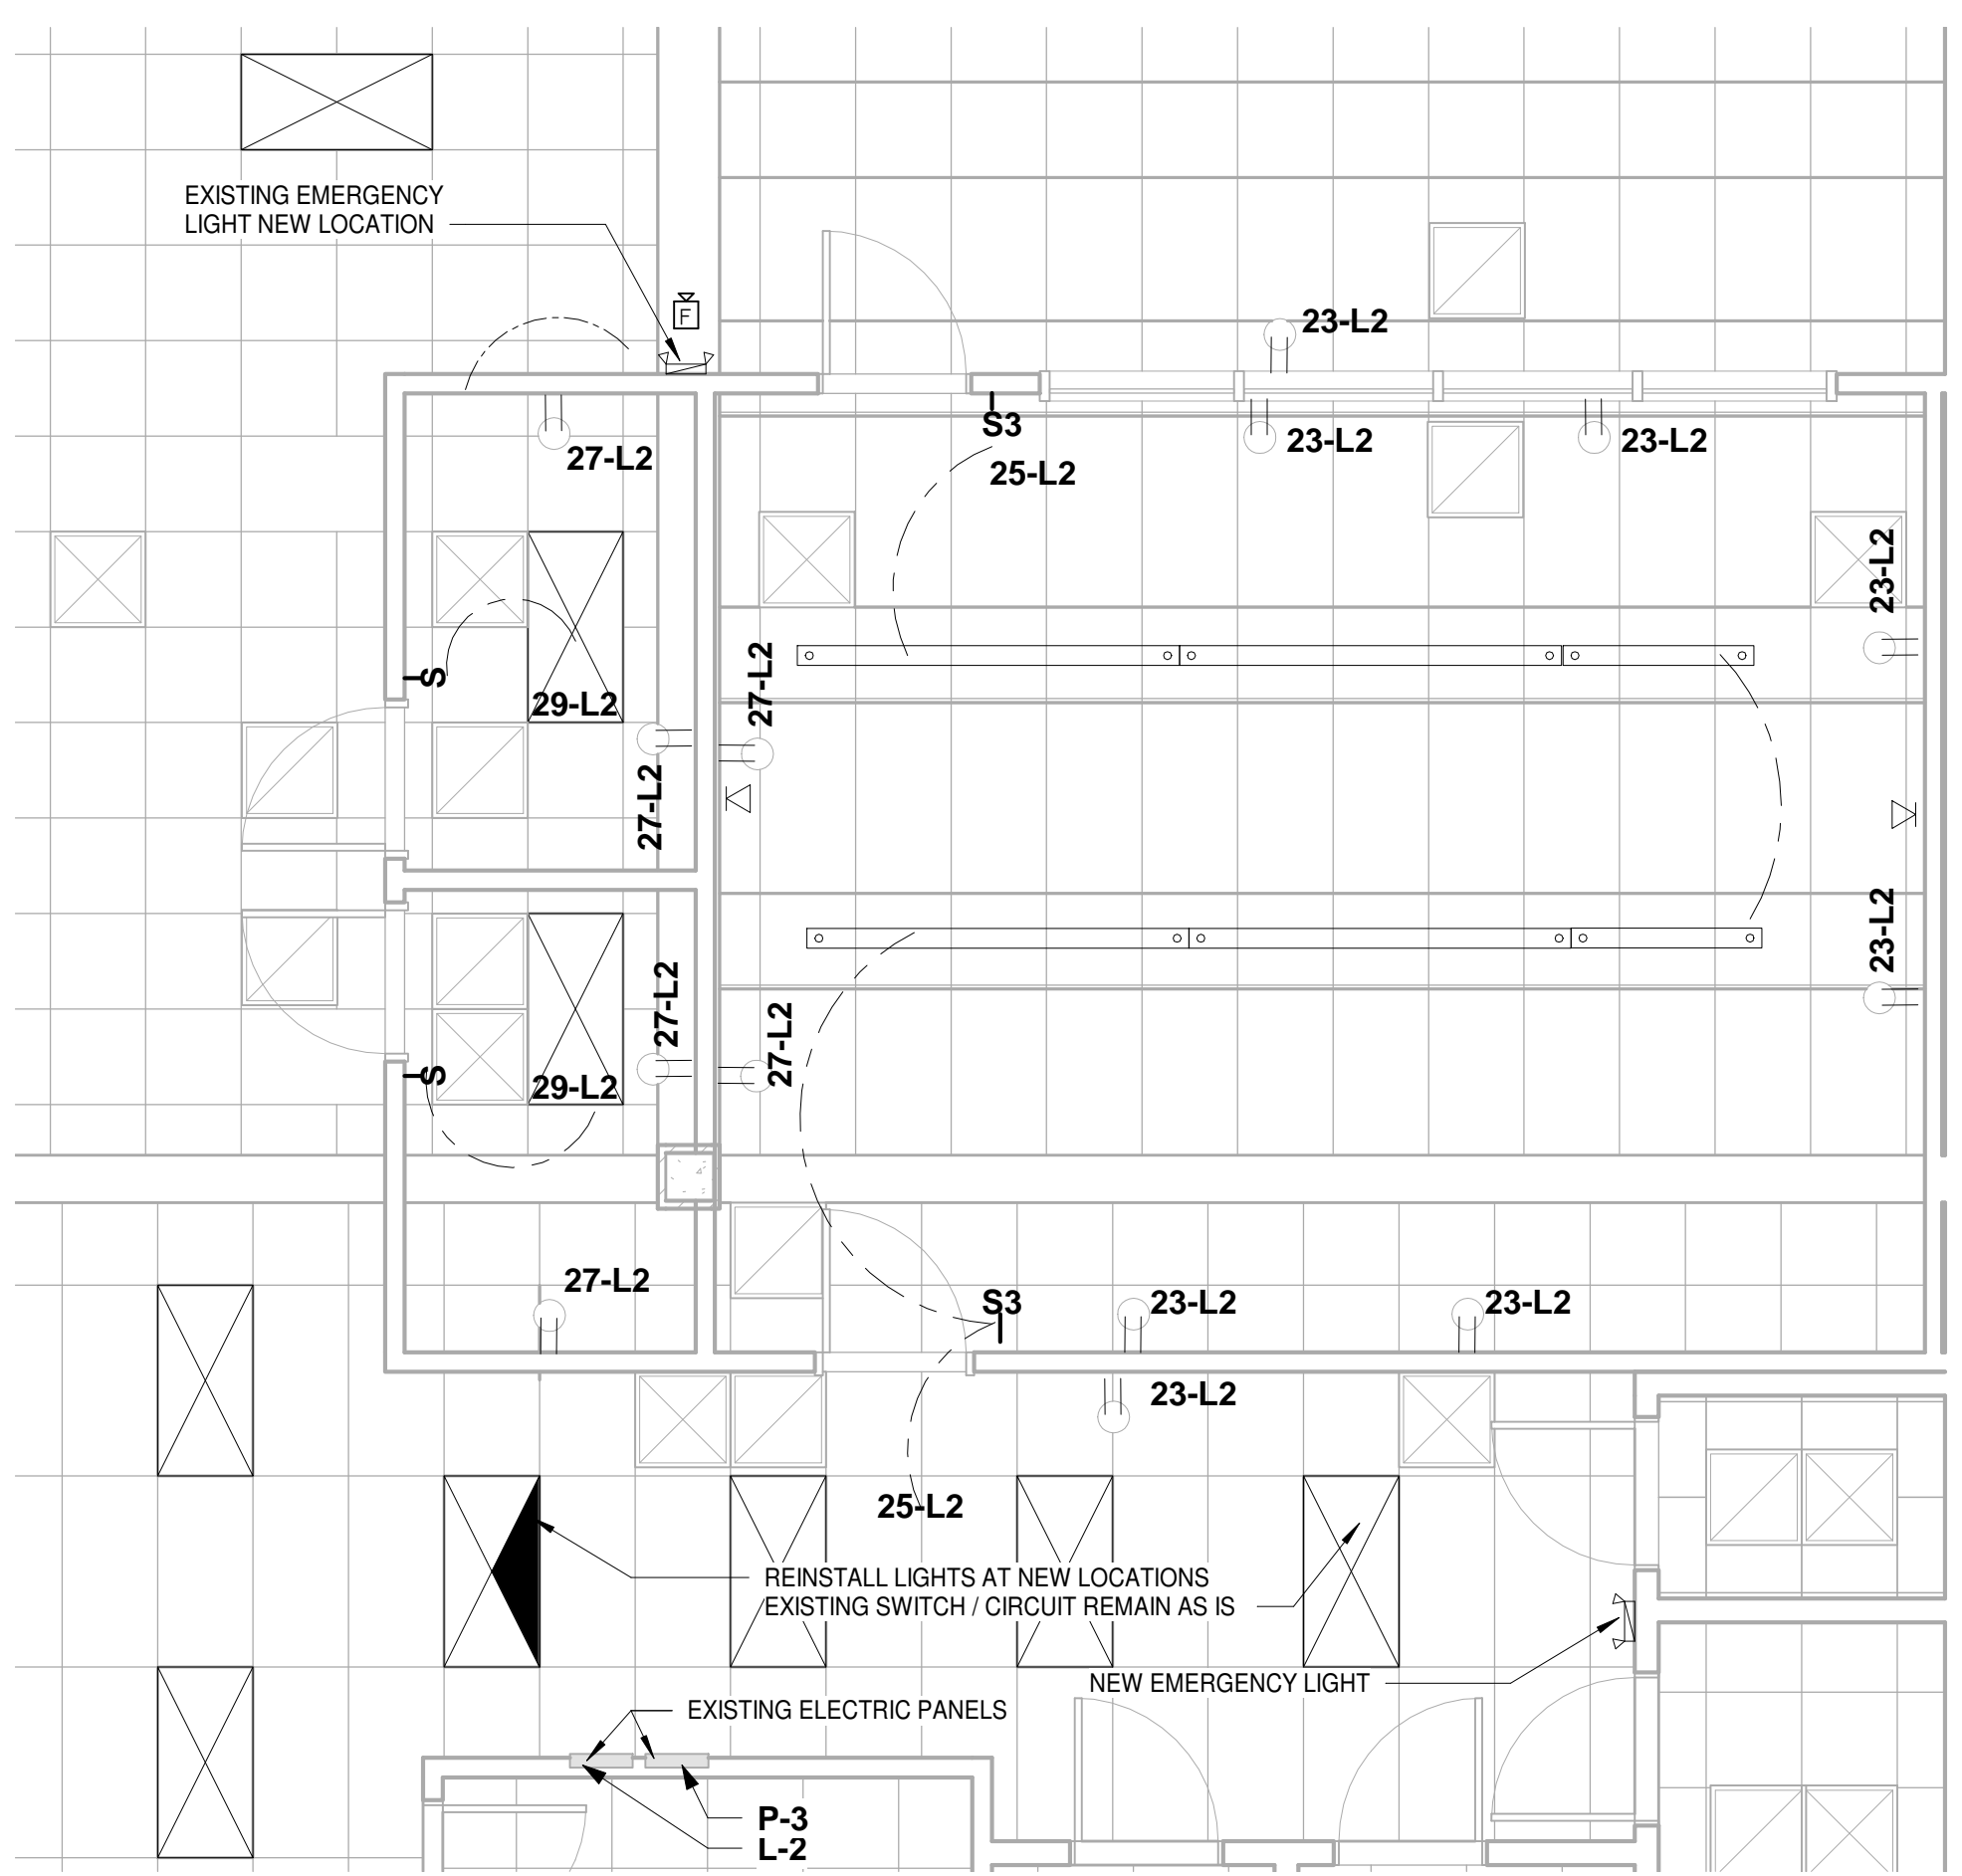 EXISTING EMERGENCY
LIGHT NEW LOCATION
F
23-L2
S3
25-L2
23-L2
23-L2
27-L2
23-L2
S
29-L2
27-L2
27-L2
23-L2
27-L2
27-L2
S
29-L2
27-L2
S3
23-L2
23-L2
23-L2
25-L2
REINSTALL LIGHTS AT NEW LOCATIONS
EXISTING SWITCH / CIRCUIT REMAIN AS IS
NEW EMERGENCY LIGHT
EXISTING ELECTRIC PANELS
P-3
L-2